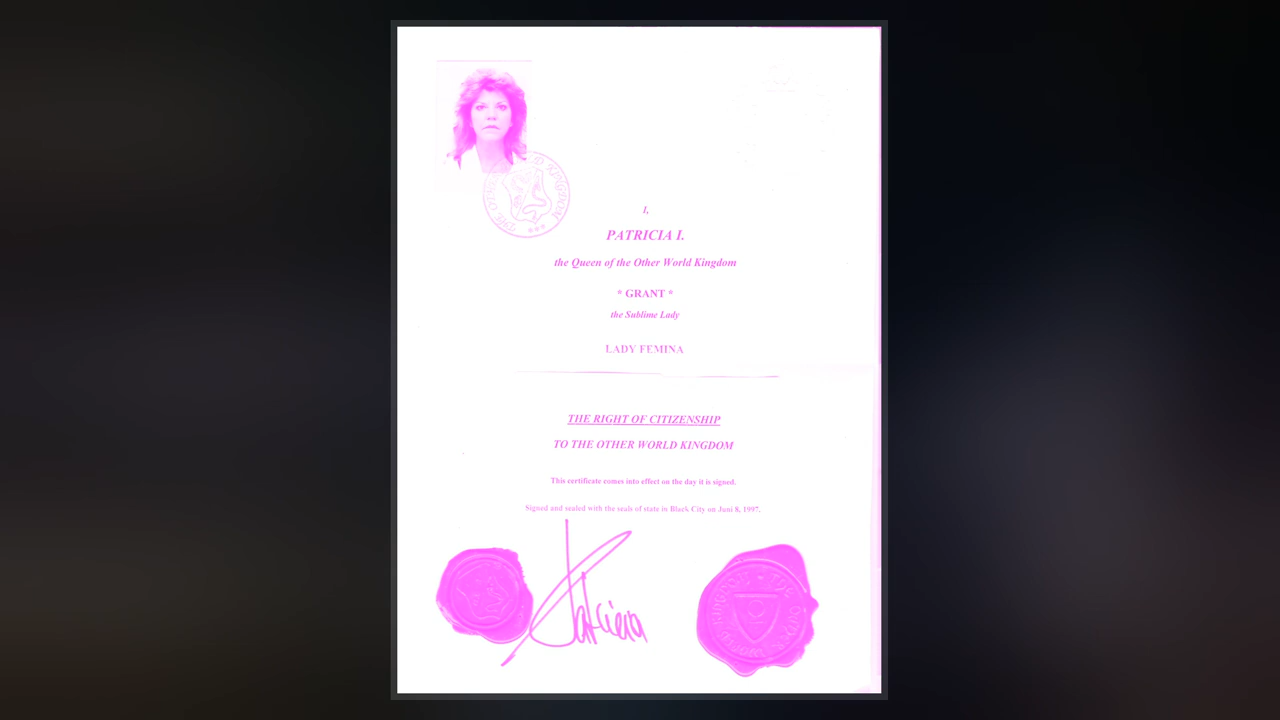 I,
PATRICIA I.
the Queen of the Other World Kingdom
* GRANT *
the Sublime Lady
LADY FEMINA
THE RIGHT OF CITIZENSHIP
TO THE OTHER WORLD KINGDOM
This certificate comes into effect on the day it is signed.
Signed and sealed with the seals of state in Black City on Juni 8, 1997.
Patricia